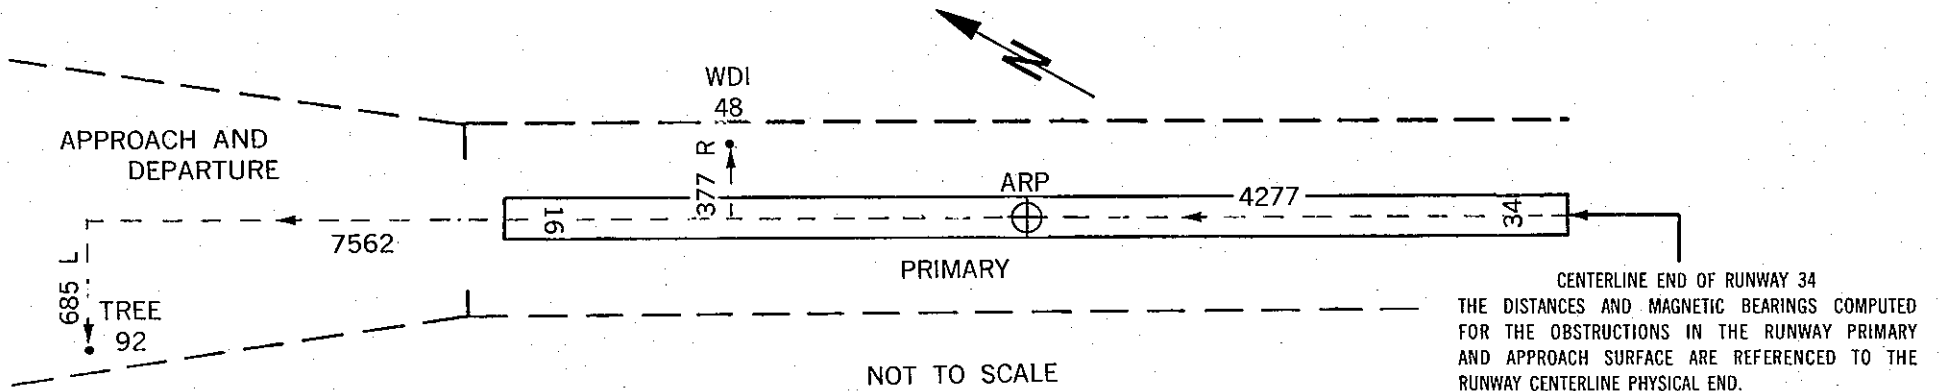 N
WDI
48
APPROACH AND
DEPARTURE
377 R
ARP
4277
16
34
7562
685 L
TREE
92
PRIMARY
CENTERLINE END OF RUNWAY 34
THE DISTANCES AND MAGNETIC BEARINGS COMPUTED
FOR THE OBSTRUCTIONS IN THE RUNWAY PRIMARY
AND APPROACH SURFACE ARE REFERENCED TO THE
RUNWAY CENTERLINE PHYSICAL END.
NOT TO SCALE